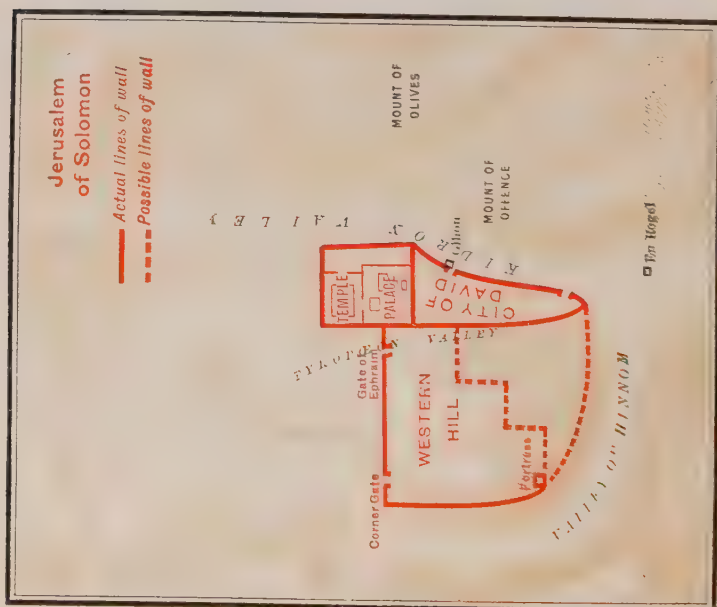 Jerusalem
of Solomon
Actual lines of wall
Possible lines of wall
MOUNT OF
OLIVES
MOUNT OF
OFFENCE
KIDRON VALLEY
Gihon
TEMPLE
PALACE
CITY OF
DAVID
VALLEY
Gate of
Ephraim
Corner Gate
WESTERN
HILL
Fortress
VALLEY OF HINNOM
En Rogel